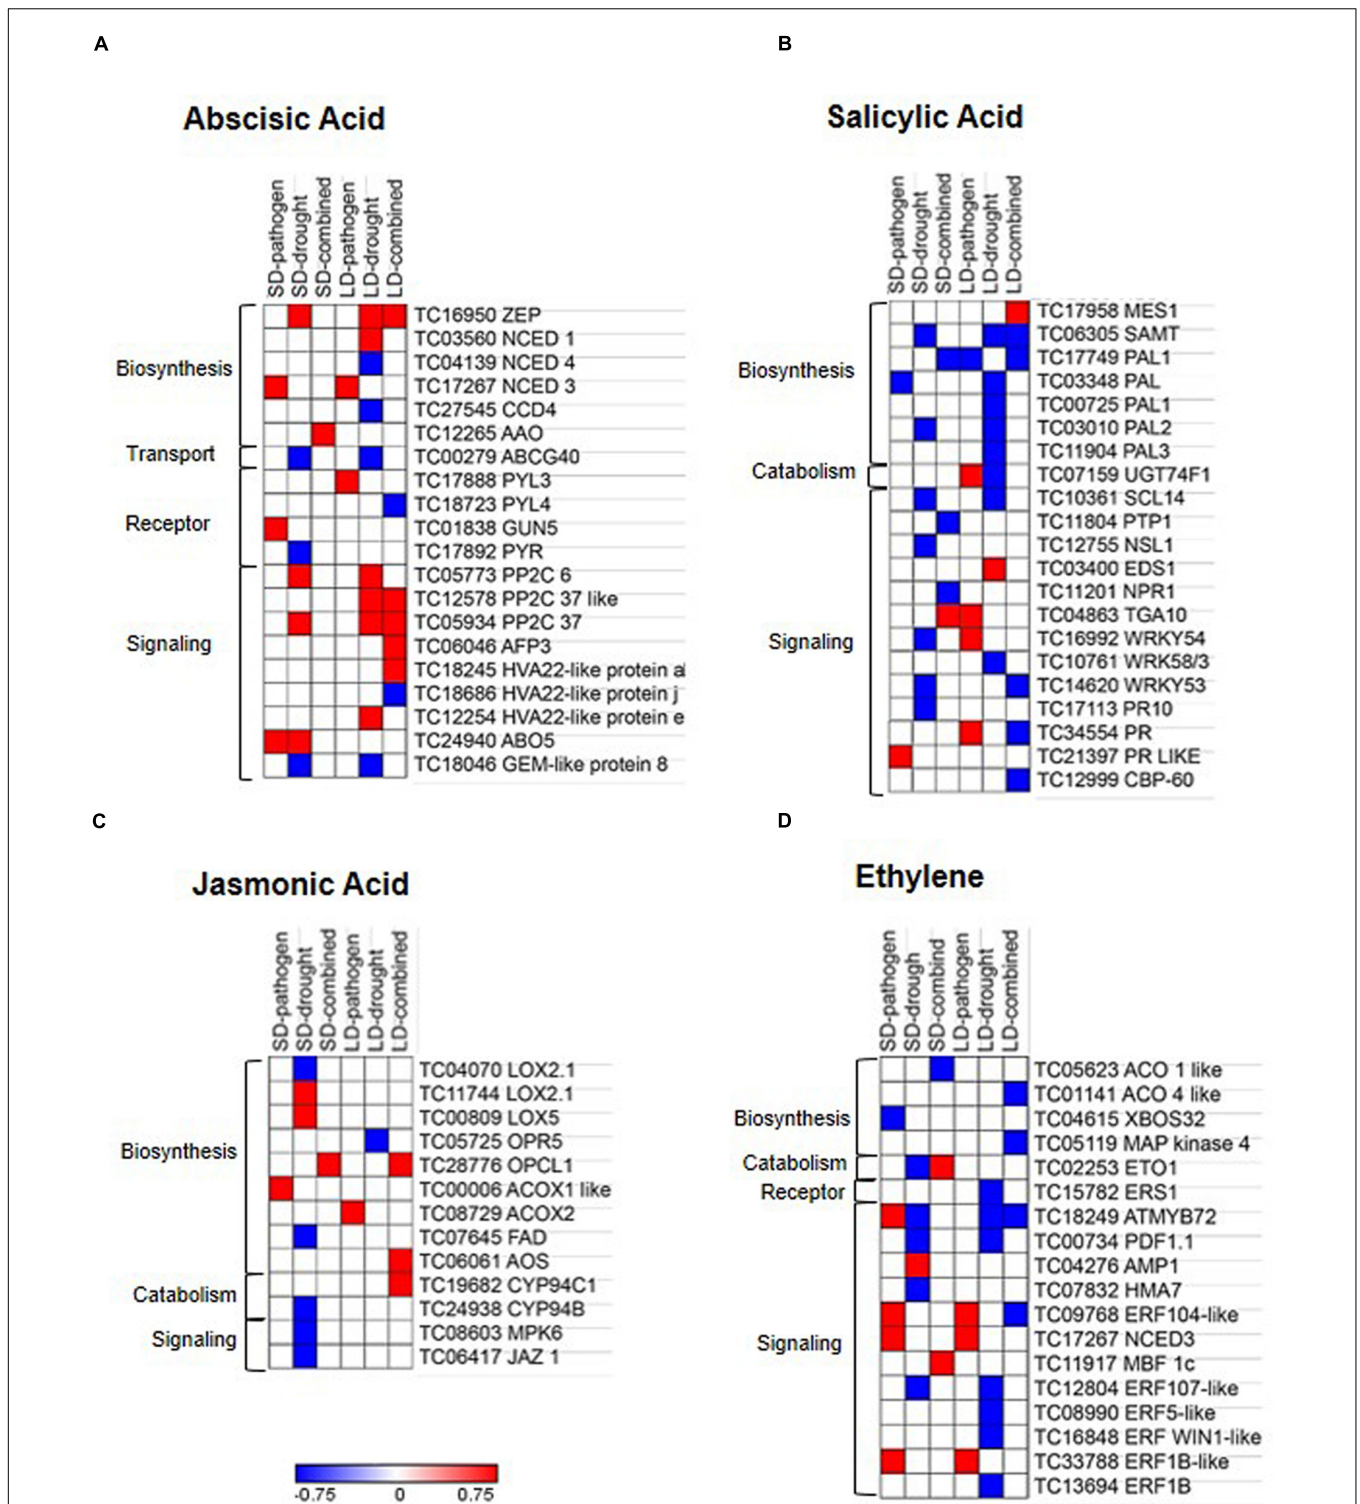 A
Abscisic Acid
SD-pathogen
SD-drought
SD-combined
LD-pathogen
LD-drought
LD-combined
Biosynthesis
Transport
Receptor
Signaling
TC16950 ZEP
TC03560 NCED 1
TC04139 NCED 4
TC17267 NCED 3
TC27545 CCD4
TC12265 AAO
TC00279 ABCG40
TC17888 PYL3
TC18723 PYL4
TC01838 GUN5
TC17892 PYR
TC05773 PP2C 6
TC12578 PP2C 37 like
TC05934 PP2C 37
TC06046 AFP3
TC18245 HVA22-like protein a
TC18686 HVA22-like protein j
TC12254 HVA22-like protein e
TC24940 ABO5
TC18046 GEM-like protein 8
B
Salicylic Acid
SD-pathogen
SD-drought
SD-combined
LD-pathogen
LD-drought
LD-combined
Biosynthesis
Catabolism
Signaling
TC17958 MES1
TC06305 SAMT
TC17749 PAL1
TC03348 PAL
TC00725 PAL1
TC03010 PAL2
TC11904 PAL3
TC07159 UGT74F1
TC10361 SCL14
TC11804 PTP1
TC12755 NSL1
TC03400 EDS1
TC11201 NPR1
TC04863 TGA10
TC16992 WRKY54
TC10761 WRK58/3
TC14620 WRKY53
TC17113 PR10
TC34554 PR
TC21397 PR LIKE
TC12999 CBP-60
C
Jasmonic Acid
SD-pathogen
SD-drought
SD-combined
LD-pathogen
LD-drought
LD-combined
Biosynthesis
Catabolism
Signaling
TC04070 LOX2.1
TC11744 LOX2.1
TC00809 LOX5
TC05725 OPR5
TC28776 OPCL1
TC00006 ACOX1 like
TC08729 ACOX2
TC07645 FAD
TC06061 AOS
TC19682 CYP94C1
TC24938 CYP94B
TC08603 MPK6
TC06417 JAZ 1
-0.75 0 0.75
D
Ethylene
SD-pathogen
SD-drough
SD-combind
LD-pathogen
LD-drought
LD-combined
Biosynthesis
Catabolism
Receptor
Signaling
TC05623 ACO 1 like
TC01141 ACO 4 like
TC04615 XBOS32
TC05119 MAP kinase 4
TC02253 ETO1
TC15782 ERS1
TC18249 ATMYB72
TC00734 PDF1.1
TC04276 AMP1
TC07832 HMA7
TC09768 ERF104-like
TC17267 NCED3
TC11917 MBF 1c
TC12804 ERF107-like
TC08990 ERF5-like
TC16848 ERF WIN1-like
TC33788 ERF1B-like
TC13694 ERF1B